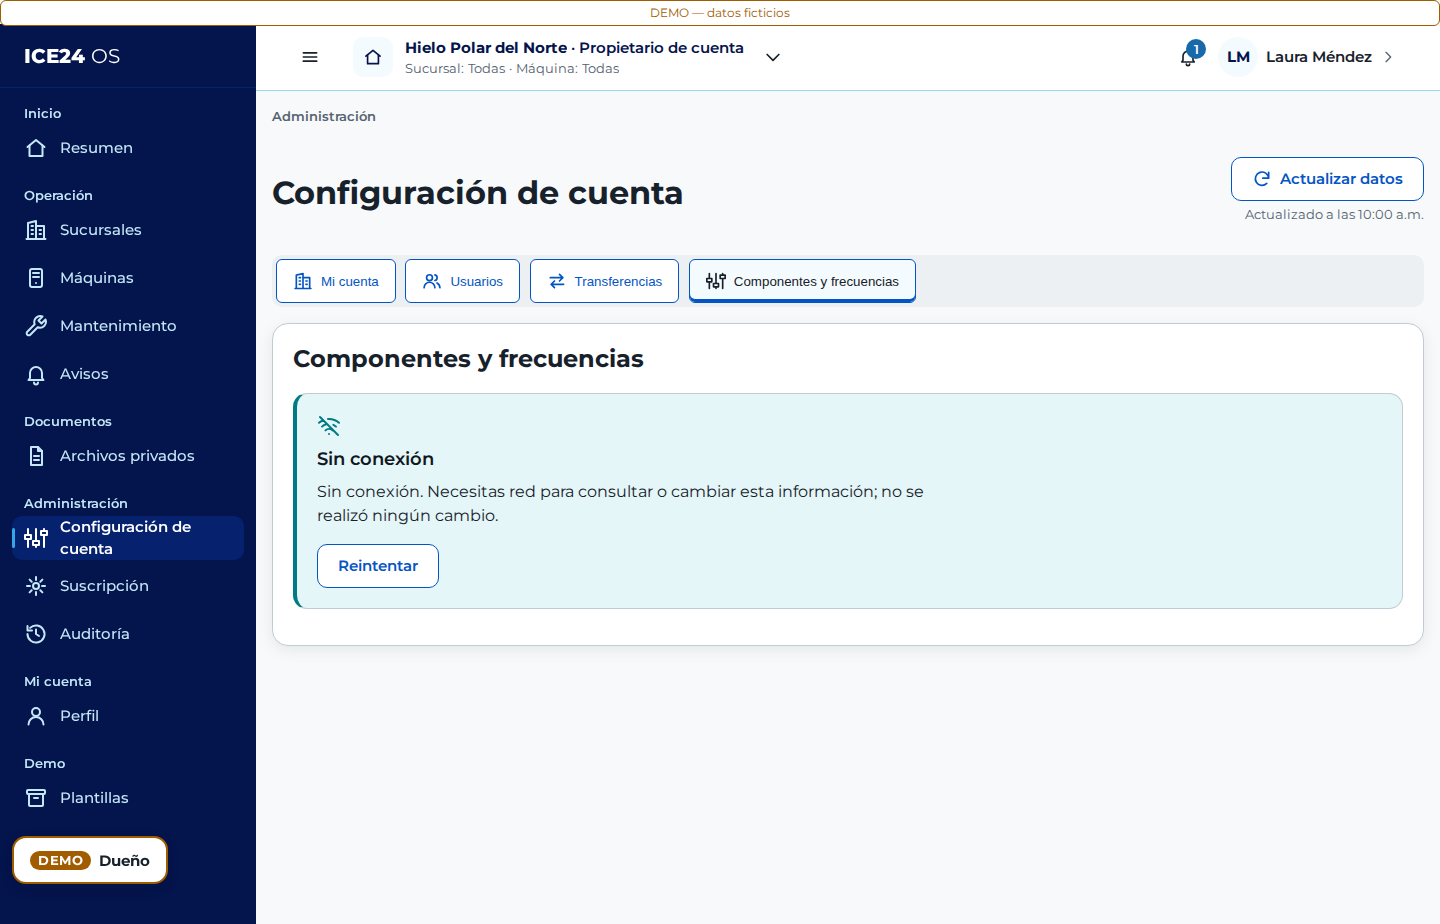 DEMO — datos ficticios
ICE24 OS
Inicio
Resumen
Operación
Sucursales
Máquinas
Mantenimiento
Avisos
Documentos
Archivos privados
Administración
Configuración de
cuenta
Suscripción
Auditoría
Mi cuenta
Perfil
Demo
Plantillas
DEMO Dueño
Hielo Polar del Norte · Propietario de cuenta
Sucursal: Todas · Máquina: Todas
1
LM Laura Méndez
Administración
Configuración de cuenta
Actualizar datos
Actualizado a las 10:00 a.m.
Mi cuenta
Usuarios
Transferencias
Componentes y frecuencias
Componentes y frecuencias
Sin conexión
Sin conexión. Necesitas red para consultar o cambiar esta información; no se
realizó ningún cambio.
Reintentar